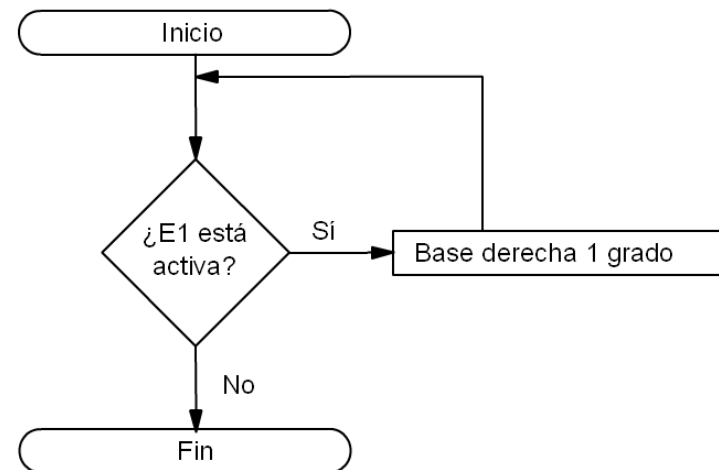 Inicio
¿E1 está
activa?
Sí
Base derecha 1 grado
No
Fin